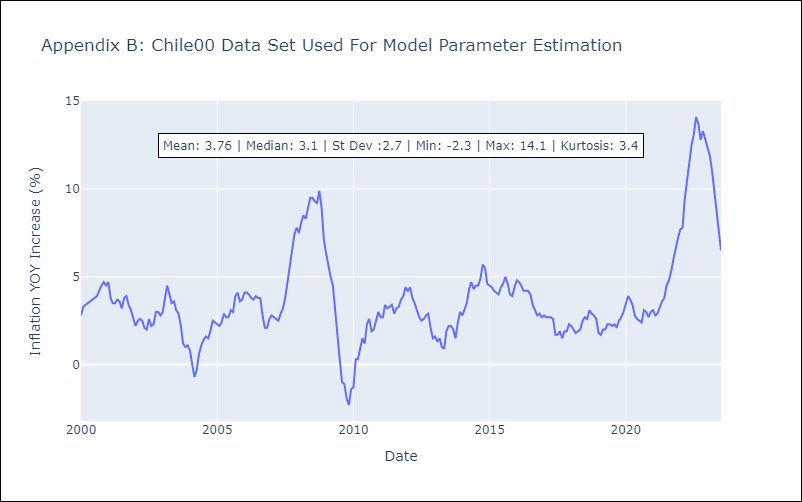 Appendix B: Chile00 Data Set Used For Model Parameter Estimation
15
Mean: 3.76 | Median: 3.1 | St Dev :2.7 | Min: -2.3 | Max: 14.1 | Kurtosis: 3.4
Inflation YOY Increase (%)
10
5
0
2000 2005 2010 2015 2020
Date